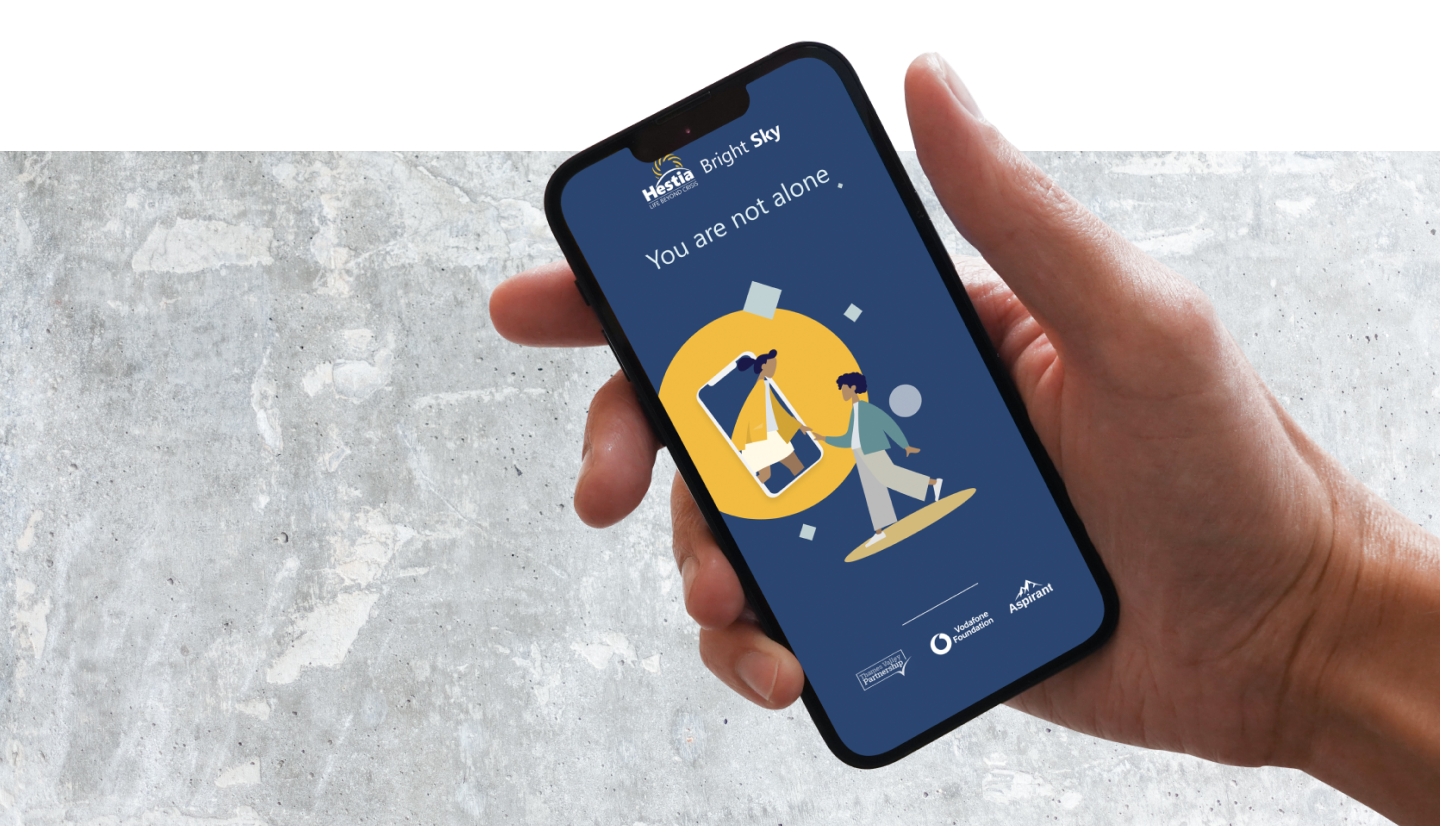 Hestia
LIFE BEYOND CRISIS
Bright Sky
You are not alone
Thames Valley
Partnership
Vodafone
Foundation
Aspirant